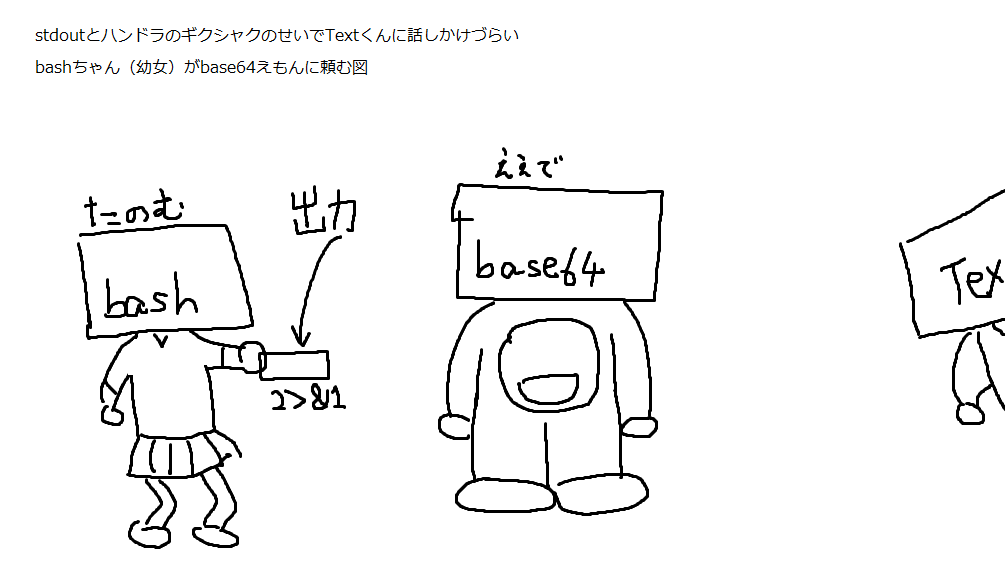 stdoutとハンドラのギクシャクのせいでTextくんに話しかけづらい
bashちゃん（幼女）がbase64えもんに頼む図
ええで
たのむ
出力
bash
base64
Tex
2>&1